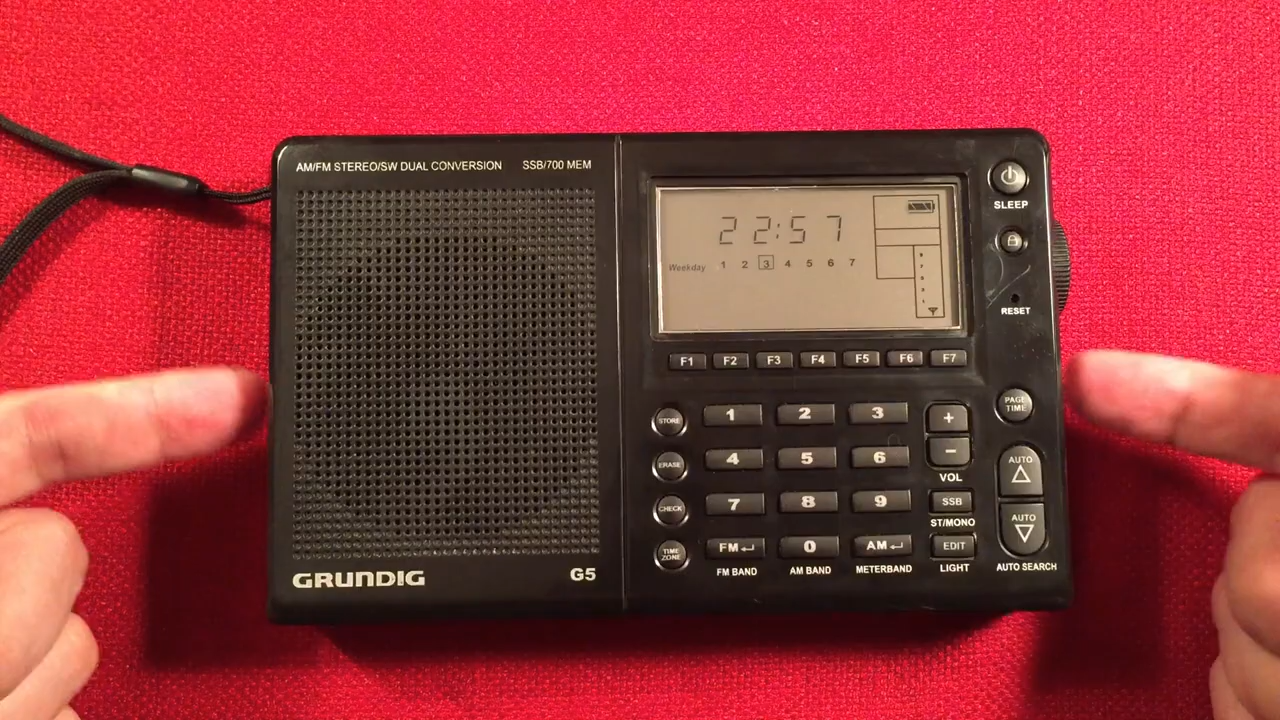 AM/FM STEREO/SW DUAL CONVERSION SSB/700 MEM
22:57
Weekday 1 2 3 4 5 6 7
SLEEP
RESET
F1 F2 F3 F4 F5 F6 F7
STORE 1 2 3 +
PAGE
TIME
ERASE 4 5 6 −
VOL
AUTO
CHECK 7 8 9 SSB
ST/MONO
AUTO
TIME
ZONE
FM↵ 0 AM↵ EDIT
FM BAND AM BAND METERBAND LIGHT AUTO SEARCH
GRUNDIG G5